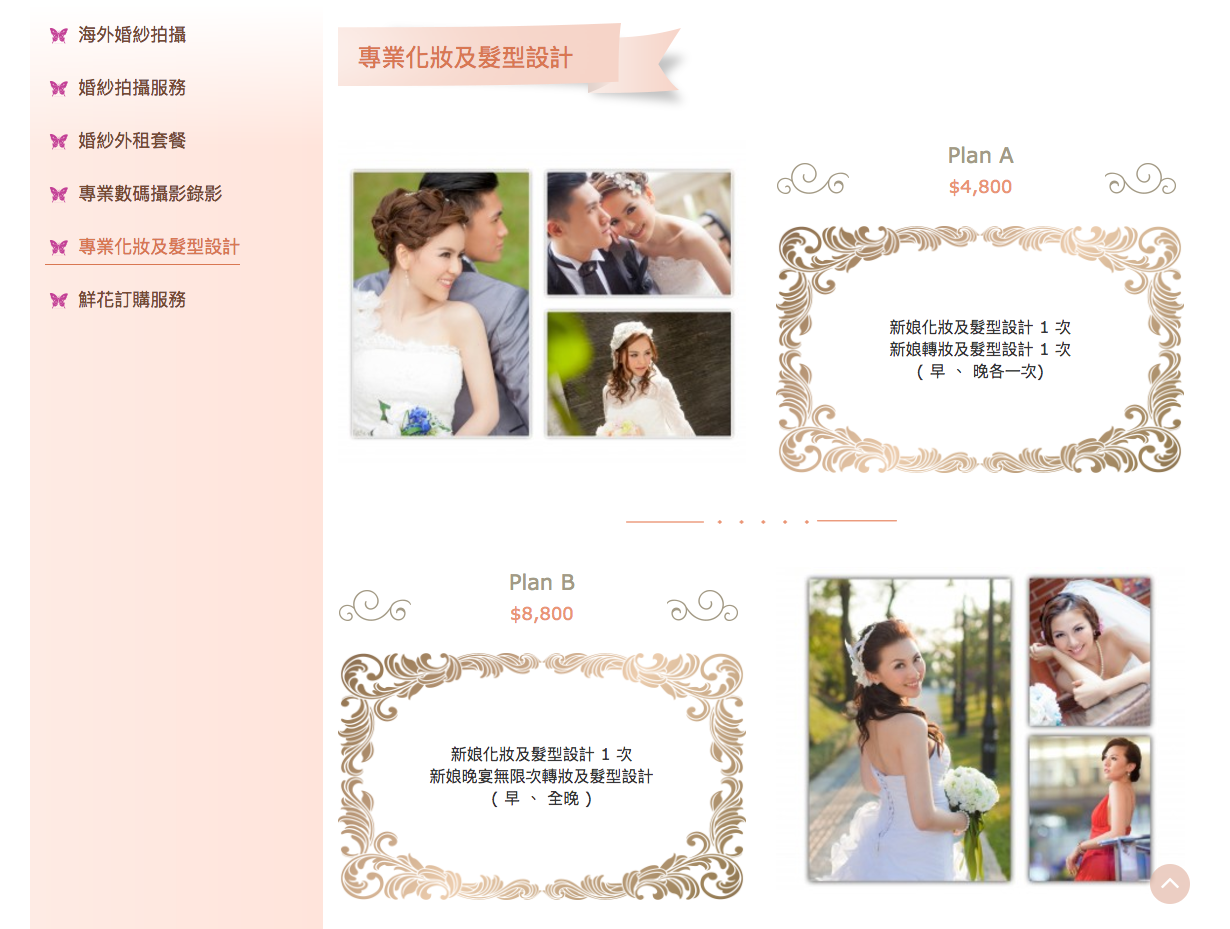 海外婚紗拍攝
婚紗拍攝服務
婚紗外租套餐
專業數碼攝影錄影
專業化妝及髮型設計
鮮花訂購服務
專業化妝及髮型設計
Plan A
$4,800
新娘化妝及髮型設計 1 次
新娘轉妝及髮型設計 1 次
( 早 、 晚各一次)
Plan B
$8,800
新娘化妝及髮型設計 1 次
新娘晚宴無限次轉妝及髮型設計
( 早 、 全晚 )